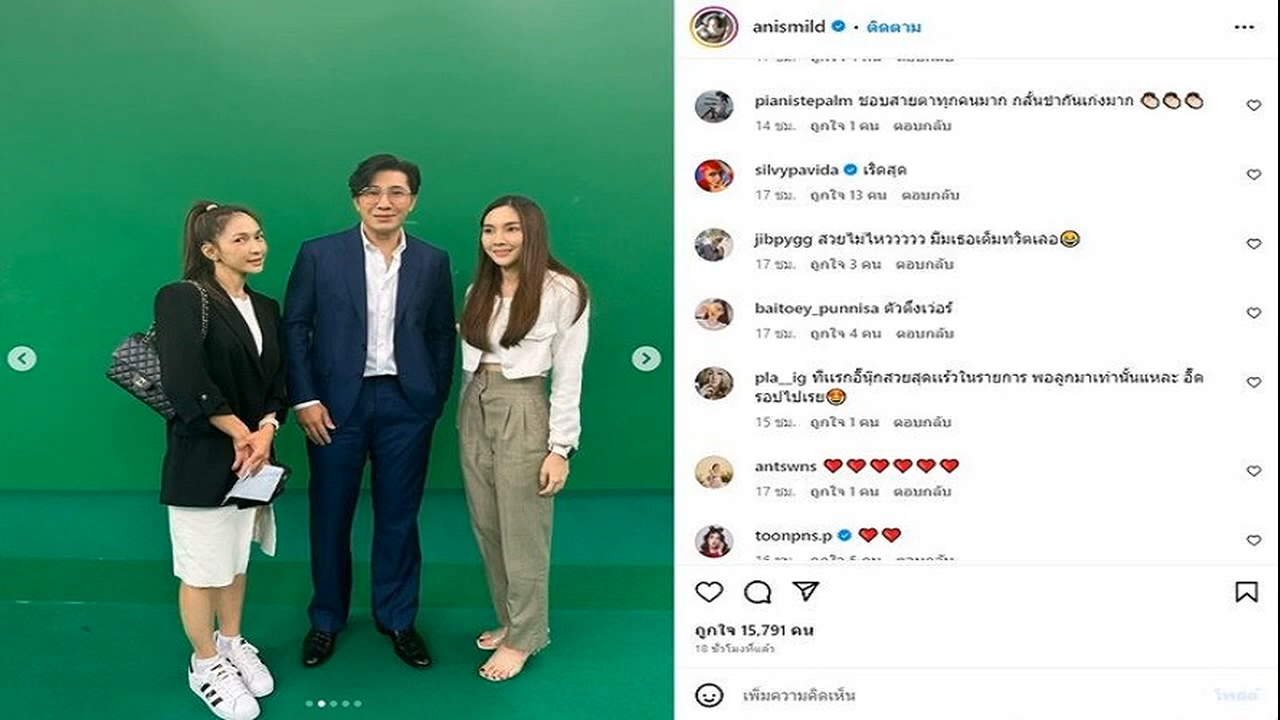 anismild • ติดตาม
pianistepalm ชอบสายตาทุกคนมาก กลั้นขำกันเก่งมาก 👏🏻👏🏻👏🏻
14 ชม. ถูกใจ 1 คน ตอบกลับ
silvypavida เริ่ดสุด
17 ชม. ถูกใจ 13 คน ตอบกลับ
jibpygg สวยไม่ไหววววว มีมเธอเต็มทวิตเลอ😂
17 ชม. ถูกใจ 3 คน ตอบกลับ
baitoey_punnisa ตัวตึงเว่อร์
17 ชม. ถูกใจ 4 คน ตอบกลับ
pla__ig ทีแรกอี๊นุ๊กสวยสุดแร้วในรายการ พอลูกมาเท่านั้นแหละ อี๊ด
รอปไปเรย🤩
15 ชม. ถูกใจ 1 คน ตอบกลับ
antswns ❤️❤️❤️❤️❤️❤️
17 ชม. ถูกใจ 1 คน ตอบกลับ
toonpns.p ❤️❤️
ถูกใจ 15,791 คน
18 ชั่วโมงที่แล้ว
เพิ่มความคิดเห็น
โพสต์